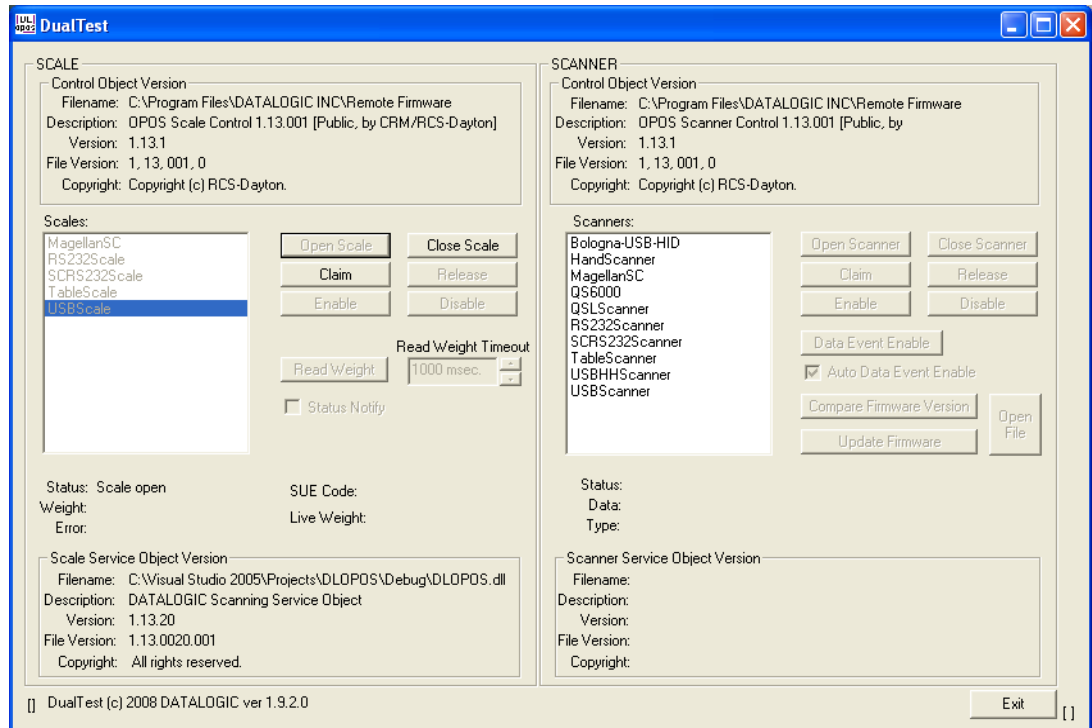 DualTest
SCALE
Control Object Version
Filename: C:\Program Files\DATALOGIC INC\Remote Firmware
Description: OPOS Scale Control 1.13.001 [Public, by CRM/RCS-Dayton]
Version: 1.13.1
File Version: 1, 13, 001, 0
Copyright: Copyright (c) RCS-Dayton.
Scales:
MagellanSC
RS232Scale
SCRS232Scale
TableScale
USBScale
Open Scale
Close Scale
Claim
Release
Enable
Disable
Read Weight Timeout
Read Weight
1000 msec.
Status Notify
Status: Scale open
Weight:
Error:
SUE Code:
Live Weight:
Scale Service Object Version
Filename: C:\Visual Studio 2005\Projects\DLOPOS\Debug\DLOPOS.dll
Description: DATALOGIC Scanning Service Object
Version: 1.13.20
File Version: 1.13.0020.001
Copyright: All rights reserved.
SCANNER
Control Object Version
Filename: C:\Program Files\DATALOGIC INC\Remote Firmware
Description: OPOS Scanner Control 1.13.001 [Public, by
Version: 1.13.1
File Version: 1, 13, 001, 0
Copyright: Copyright (c) RCS-Dayton.
Scanners:
Bologna-USB-HID
HandScanner
MagellanSC
QS6000
QSLScanner
RS232Scanner
SCRS232Scanner
TableScanner
USBHHScanner
USBScanner
Open Scanner
Close Scanner
Claim
Release
Enable
Disable
Data Event Enable
Auto Data Event Enable
Compare Firmware Version
Update Firmware
Open
File
Status:
Data:
Type:
Scanner Service Object Version
Filename:
Description:
Version:
File Version:
Copyright:
[] DualTest (c) 2008 DATALOGIC ver 1.9.2.0
Exit
[ ]